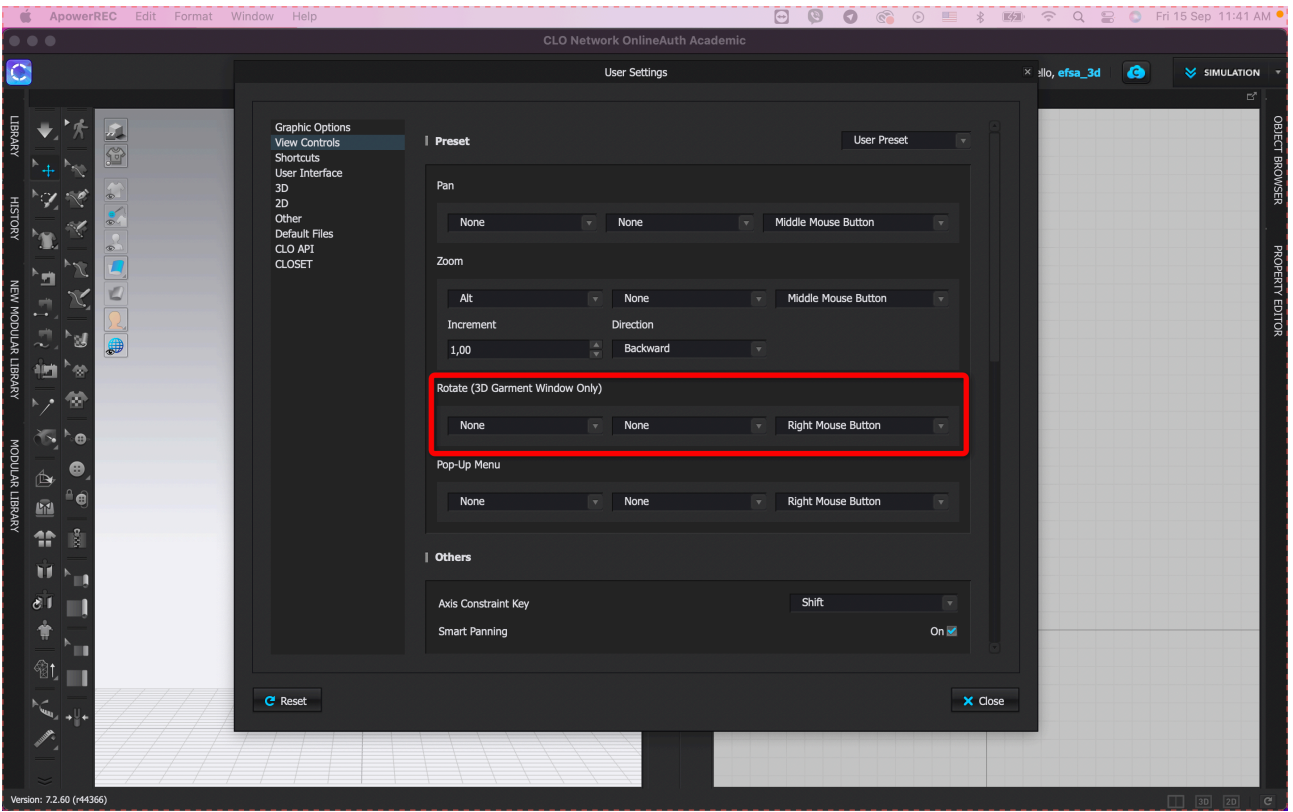 ApowerREC Edit Format Window Help Fri 15 Sep 11:41 AM
CLO Network OnlineAuth Academic
User Settings
ello, efsa_3d
SIMULATION
LIBRARY
HISTORY
NEW MODULAR LIBRARY
MODULAR LIBRARY
Graphic Options
View Controls
Shortcuts
User Interface
3D
2D
Other
Default Files
CLO API
CLOSET
Preset
User Preset
Pan
None None Middle Mouse Button
Zoom
Alt None Middle Mouse Button
Increment Direction
1,00 Backward
Rotate (3D Garment Window Only)
None None Right Mouse Button
Pop-Up Menu
None None Right Mouse Button
Others
Axis Constraint Key Shift
Smart Panning On
Reset Close
OBJECT BROWSER
PROPERTY EDITOR
Version: 7.2.60 (r44366)
3D 2D